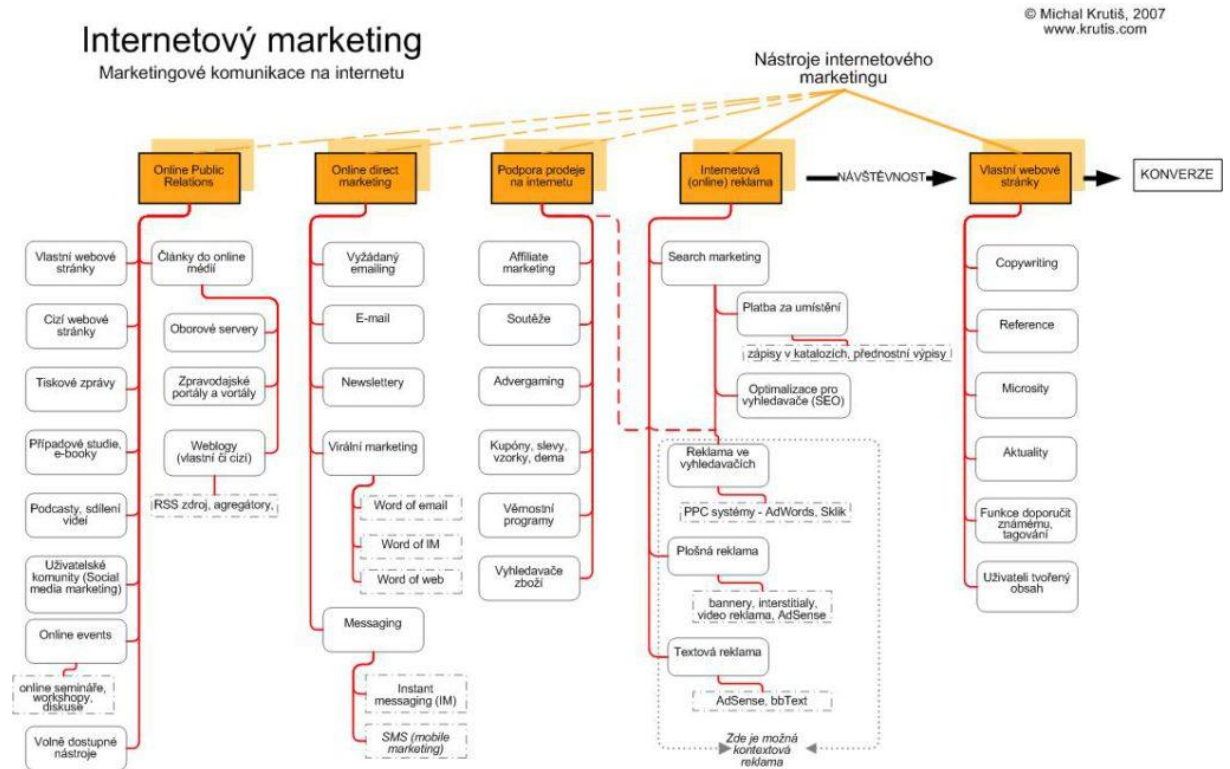 © Michal Krutiš, 2007
www.krutis.com
Internetový marketing
Marketingové komunikace na internetu
Nástroje internetového
marketingu
Online Public
Relations
Vlastní webové
stránky
Cizí webové
stránky
Tiskové zprávy
Případové studie,
e-booky
Podcasty, sdílení
videí
Uživatelské
komunity (Social
media marketing)
Online events
online semináře,
workshopy,
diskuse
Volně dostupné
nástroje
Články do online
médií
Oborové servery
Zpravodajské
portály a vortály
Weblogy
(vlastní či cizí)
RSS zdroj, agregátory,
Online direct
marketing
Vyžádaný
emailing
E-mail
Newslettery
Virální marketing
Word of email
Word of IM
Word of web
Messaging
Instant
messaging (IM)
SMS (mobile
marketing)
Podpora prodeje
na internetu
Affiliate
marketing
Soutěže
Advergaming
Kupóny, slevy,
vzorky, dema
Věrnostní
programy
Vyhledavače
zboží
Internetová
(online) reklama
Search marketing
Platba za umístění
zápisy v katalozích, přednostní výpisy
Optimalizace pro
vyhledavače (SEO)
Reklama ve
vyhledavačích
PPC systémy - AdWords, Sklik
Plošná reklama
bannery, interstitialy,
video reklama, AdSense
Textová reklama
AdSense, bbText
Zde je možná
kontextová
reklama
NÁVŠTĚVNOST
Vlastní webové
stránky
Copywriting
Reference
Microsity
Aktuality
Funkce doporučit
známému,
tagování
Uživateli tvořený
obsah
KONVERZE